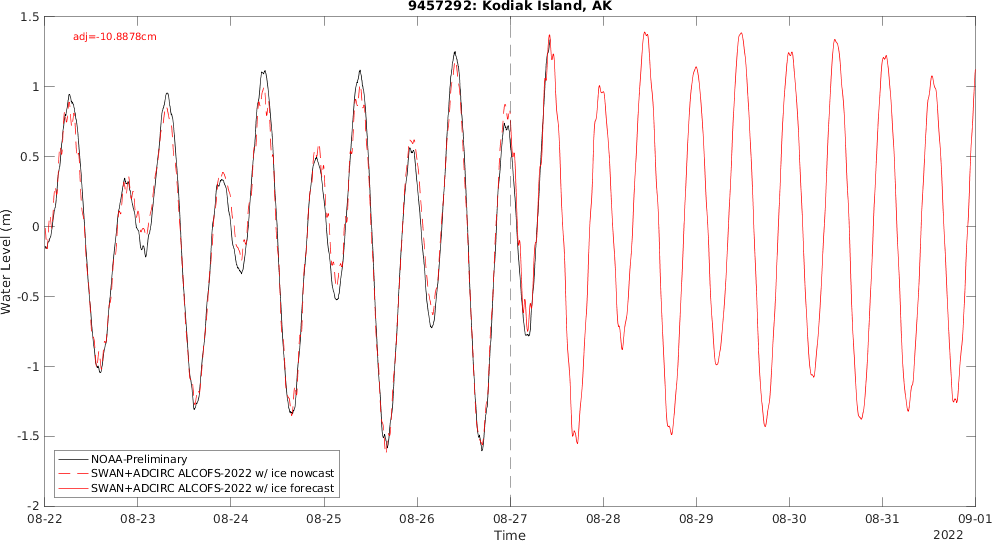 9457292: Kodiak Island, AK
adj=-10.8878cm
1.5
1
0.5
0
-0.5
-1
-1.5
-2
Water Level (m)
NOAA-Preliminary
SWAN+ADCIRC ALCOFS-2022 w/ ice nowcast
SWAN+ADCIRC ALCOFS-2022 w/ ice forecast
08-22 08-23 08-24 08-25 08-26 08-27 08-28 08-29 08-30 08-31 09-01
Time
2022